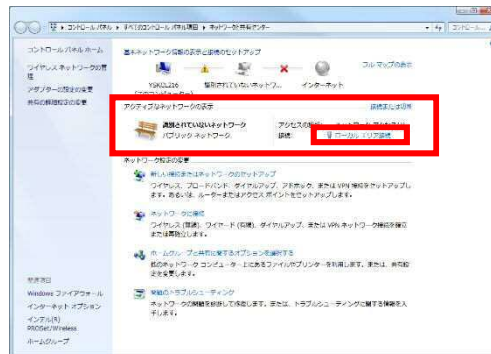 コントロール パネル ▸ すべてのコントロール パネル項目 ▸ ネットワークと共有センター
コントロール パネル ホーム
ワイヤレス ネットワークの管理
アダプターの設定の変更
共有の詳細設定の変更
基本ネットワーク情報の表示と接続のセットアップ
フル マップの表示
識別されていないネットワ...
インターネット
アクティブなネットワークの表示
接続または切断
識別されていないネットワーク
パブリック ネットワーク
接続:
ローカル エリア接続
ネットワーク設定の変更
新しい接続またはネットワークのセットアップ
ワイヤレス、ブロードバンド、ダイヤルアップ、アドホック、または VPN 接続をセットアップし
ます。あるいは、ルーターまたはアクセス ポイントをセットアップします。
ネットワークに接続
ワイヤレス (無線)、ワイヤード (有線)、ダイヤルアップ、または VPN ネットワーク接続を確立
または再確立します。
ホームグループと共有に関するオプションを選択する
他のネットワーク コンピューター上にあるファイルやプリンターを利用します。または、共有設
定を変更します。
問題のトラブルシューティング
ネットワークの問題を診断して修復します。または、トラブルシューティングに関する情報を入
手します。
関連項目
Windows ファイアウォール
インターネット オプション
インテル(R)
PROSet/Wireless
ホームグループ